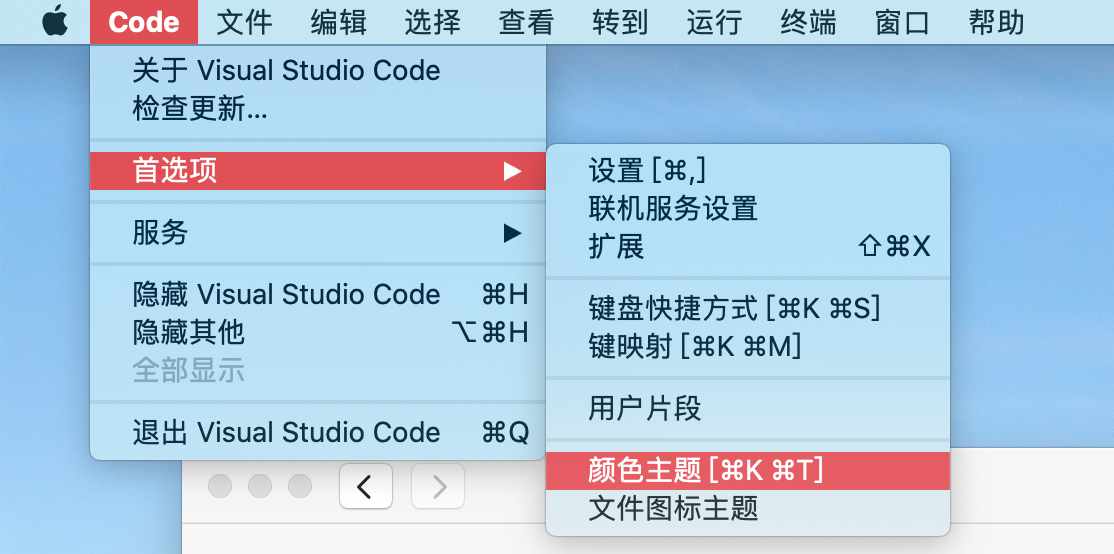 Code 文件 编辑 选择 查看 转到 运行 终端 窗口 帮助
关于 Visual Studio Code
检查更新...
首选项
服务
隐藏 Visual Studio Code ⌘H
隐藏其他 ⌥⌘H
全部显示
退出 Visual Studio Code ⌘Q
设置 [⌘,]
联机服务设置
扩展 ⇧⌘X
键盘快捷方式 [⌘K ⌘S]
键映射 [⌘K ⌘M]
用户片段
颜色主题 [⌘K ⌘T]
文件图标主题